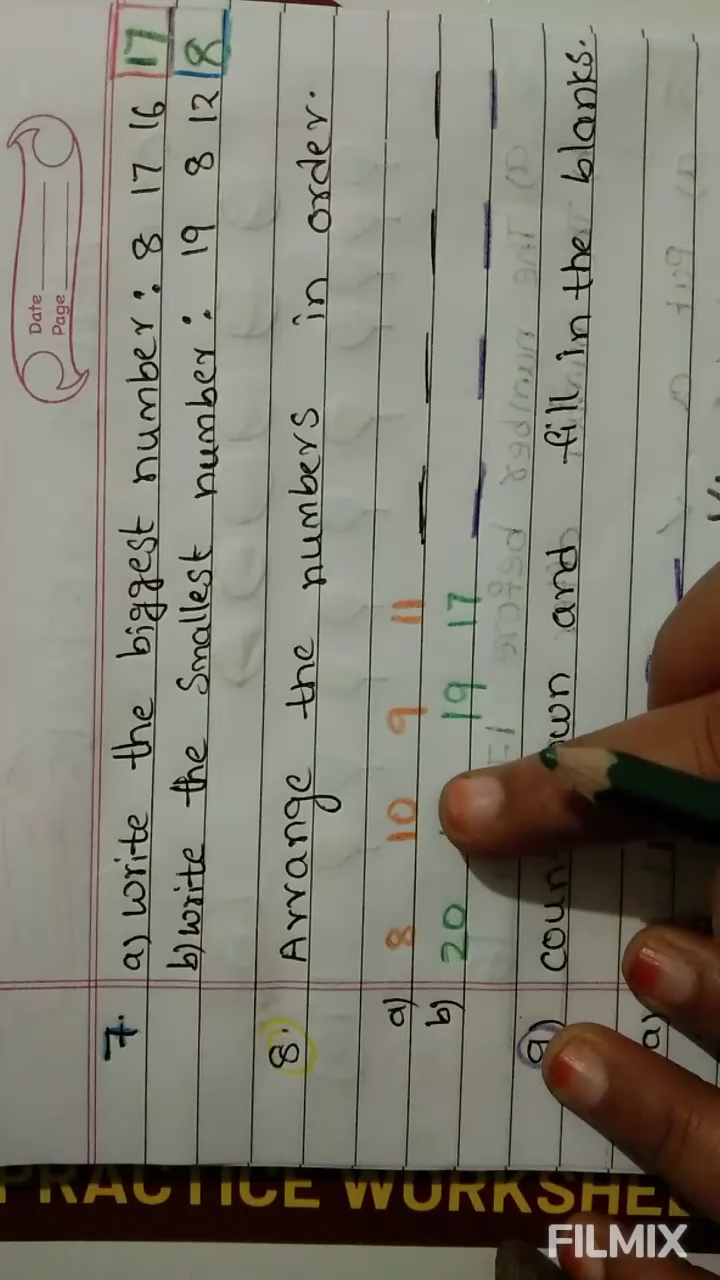 Date
Page
7. a) Write the biggest number: 8 17 16 17
b) Write the Smallest number: 19 8 12 8
8. Arrange the numbers in order.
a) 8 10 9 11
b) 20 19 17
9) coun own and fill in the blanks.
a)
PRACTICE WORKSHEE
FILMIX